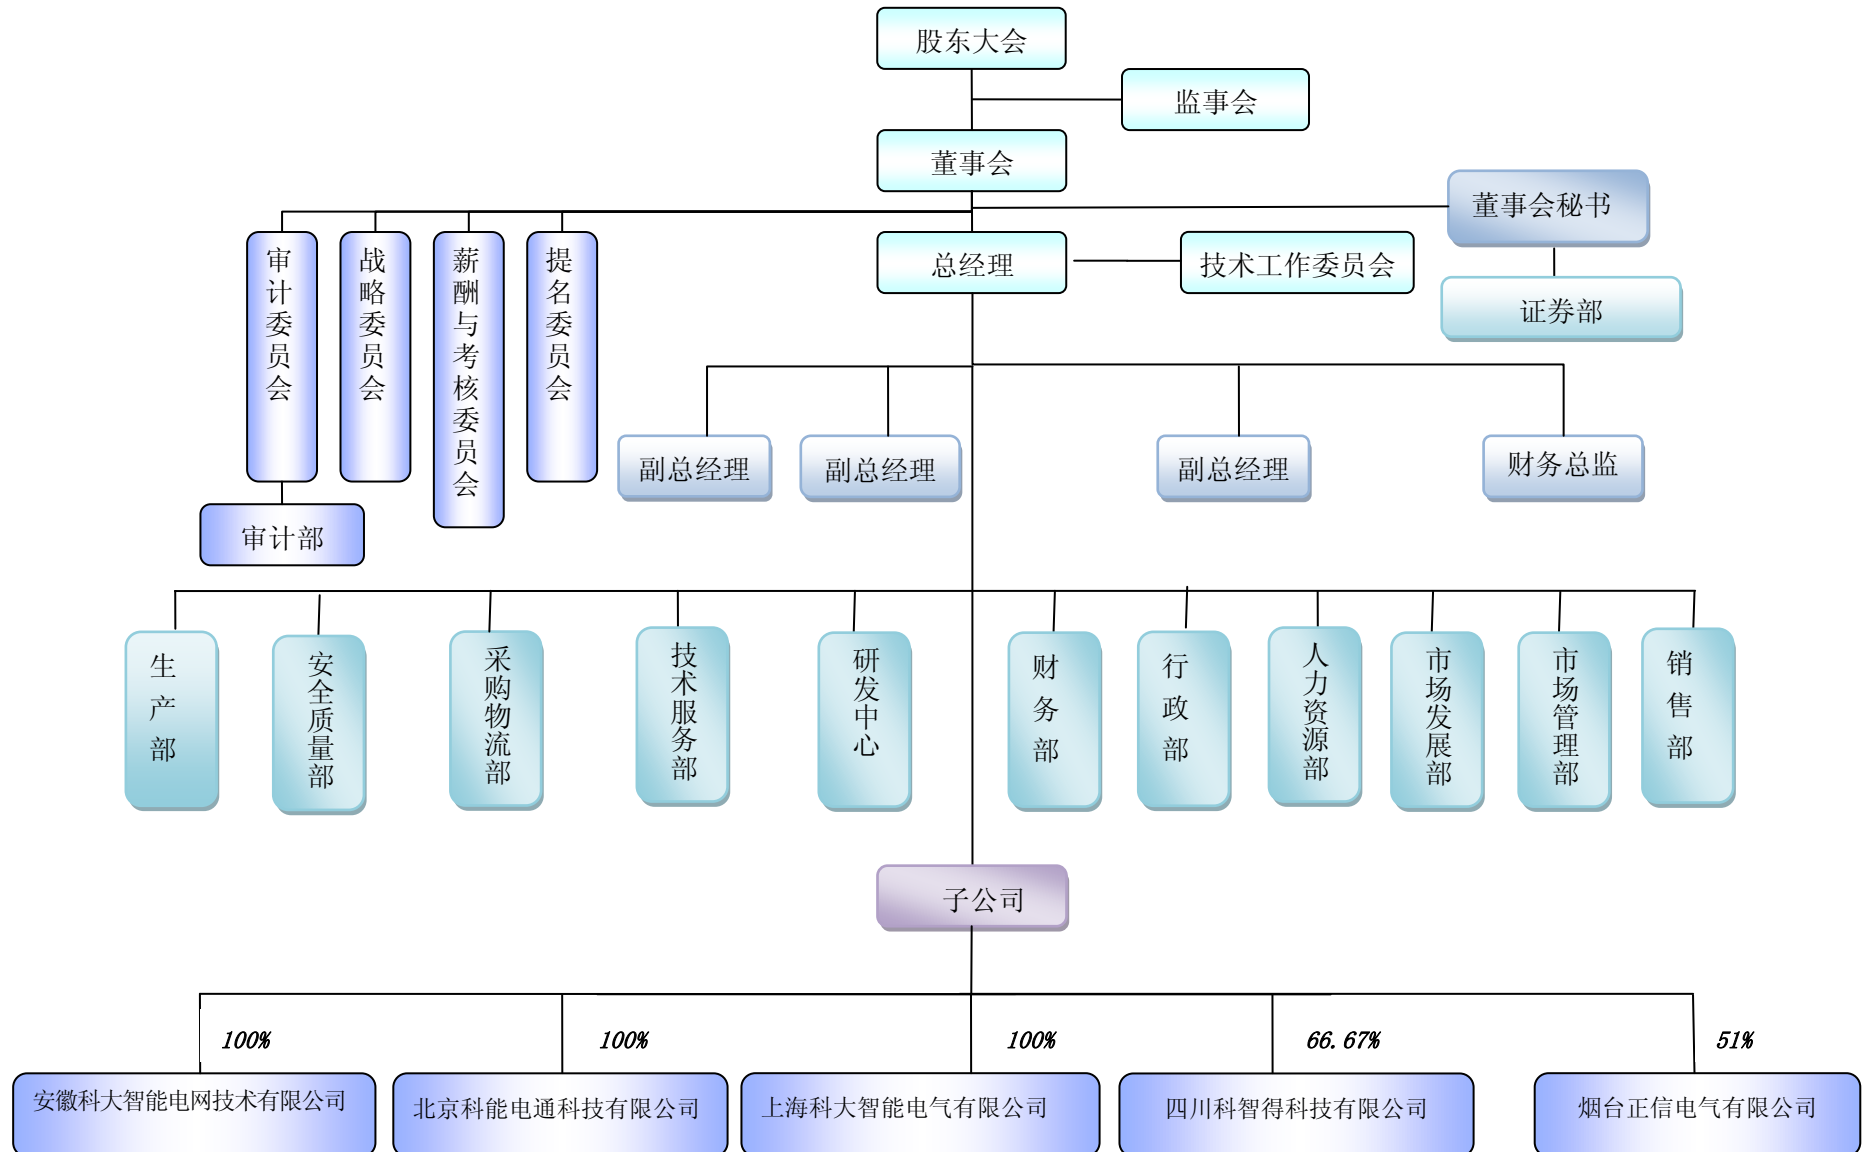 股东大会
监事会
董事会
董事会秘书
总经理
技术工作委员会
证券部
审计委员会
战略委员会
薪酬与考核委员会
提名委员会
副总经理
副总经理
副总经理
财务总监
审计部
生产部
安全质量部
采购物流部
技术服务部
研发中心
财务部
行政部
人力资源部
市场发展部
市场管理部
销售部
子公司
100%
100%
100%
66.67%
51%
安徽科大智能电网技术有限公司
北京科能电通科技有限公司
上海科大智能电气有限公司
四川科智得科技有限公司
烟台正信电气有限公司